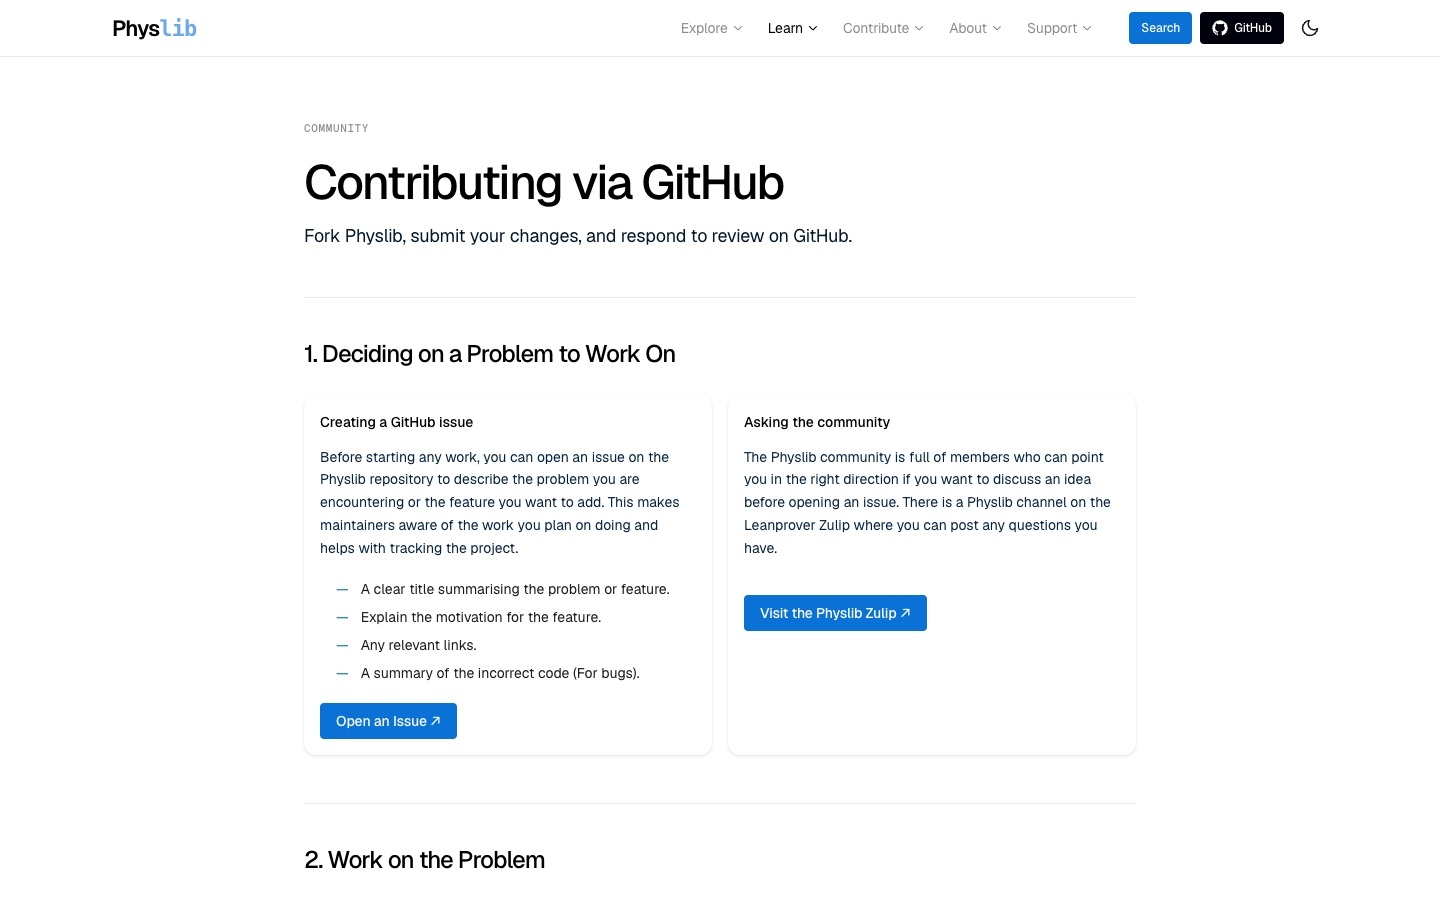 Physlib
Explore
Learn
Contribute
About
Support
Search
GitHub
COMMUNITY
Contributing via GitHub
Fork Physlib, submit your changes, and respond to review on GitHub.
1. Deciding on a Problem to Work On
Creating a GitHub issue
Before starting any work, you can open an issue on the
Physlib repository to describe the problem you are
encountering or the feature you want to add. This makes
maintainers aware of the work you plan on doing and
helps with tracking the project.
— A clear title summarising the problem or feature.
— Explain the motivation for the feature.
— Any relevant links.
— A summary of the incorrect code (For bugs).
Open an Issue ↗
Asking the community
The Physlib community is full of members who can point
you in the right direction if you want to discuss an idea
before opening an issue. There is a Physlib channel on the
Leanprover Zulip where you can post any questions you
have.
Visit the Physlib Zulip ↗
2. Work on the Problem